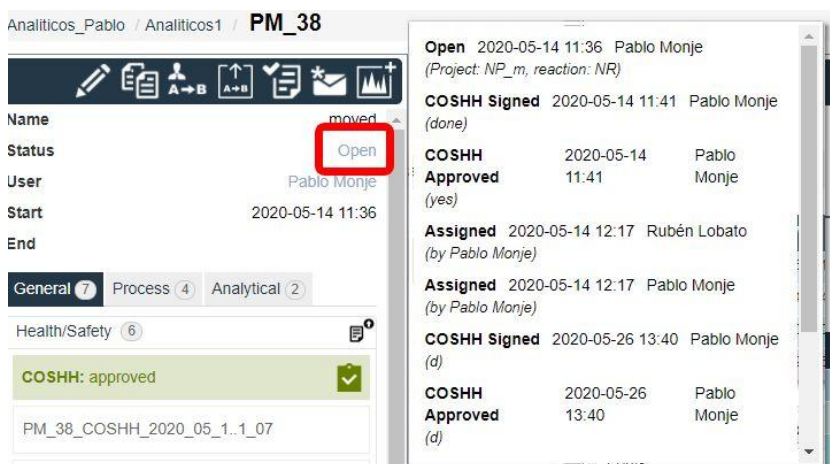 Analiticos_Pablo / Analiticos1 / PM_38
A→B
A→B
Name moved
Status Open
User Pablo Monje
Start 2020-05-14 11:36
End
General 7 Process 4 Analytical 2
Health/Safety 6
COSHH: approved
PM_38_COSHH_2020_05_1..1_07
Open 2020-05-14 11:36 Pablo Monje
(Project: NP_m, reaction: NR)
COSHH Signed 2020-05-14 11:41 Pablo Monje
(done)
COSHH 2020-05-14 Pablo
Approved 11:41 Monje
(yes)
Assigned 2020-05-14 12:17 Rubén Lobato
(by Pablo Monje)
Assigned 2020-05-14 12:17 Pablo Monje
(by Pablo Monje)
COSHH Signed 2020-05-26 13:40 Pablo Monje
(d)
COSHH 2020-05-26 Pablo
Approved 13:40 Monje
(d)